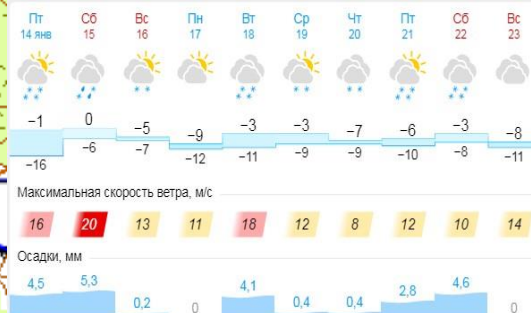 Пт Сб Вс Пн Вт Ср Чт Пт Сб Вс
14 янв 15 16 17 18 19 20 21 22 23
−1 0 −5 −9 −3 −3 −7 −6 −3 −8
−16 −6 −7 −12 −11 −9 −9 −10 −8 −11
Максимальная скорость ветра, м/с
16 20 13 11 18 12 8 12 10 14
Осадки, мм
4,5 5,3 0,2 0 4,1 0,4 0,4 2,8 4,6 0